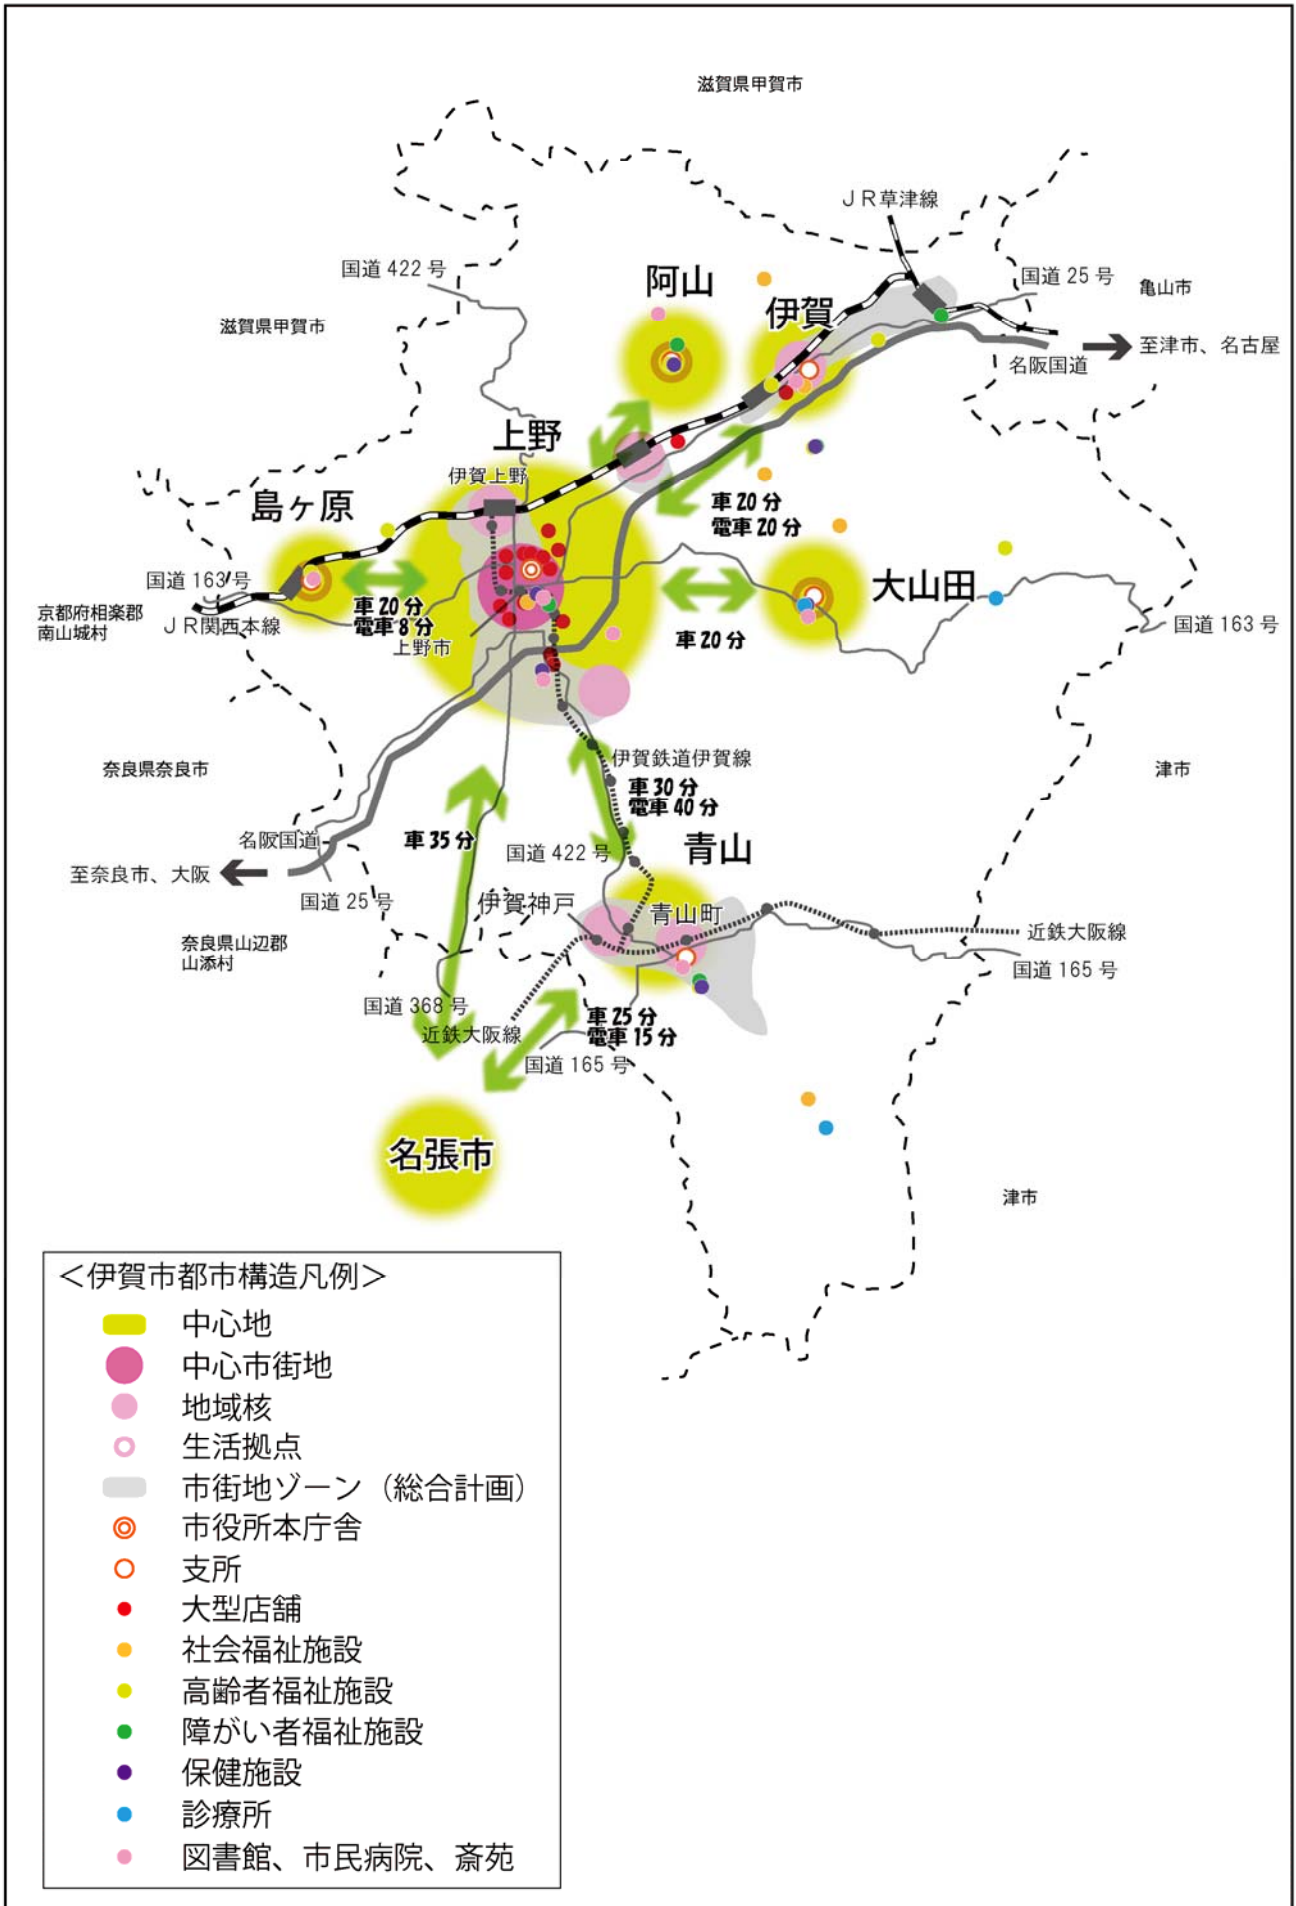 滋賀県甲賀市
ＪＲ草津線
国道 422 号
阿山
国道 25 号
亀山市
伊賀
滋賀県甲賀市
至津市、名古屋
名阪国道
上野
伊賀上野
島ヶ原
車 20 分
電車 20 分
国道 163 号
大山田
京都府相楽郡
南山城村
ＪＲ関西本線
車 20 分
電車 8 分
上野市
車 20 分
国道 163 号
奈良県奈良市
伊賀鉄道伊賀線
津市
車 30 分
電車 40 分
名阪国道
車 35 分
国道 422 号
青山
至奈良市、大阪
国道 25 号
伊賀神戸
青山町
奈良県山辺郡
山添村
近鉄大阪線
国道 165 号
国道 368 号
近鉄大阪線
車 25 分
電車 15 分
国道 165 号
名張市
津市
＜伊賀市都市構造凡例＞
中心地
中心市街地
地域核
生活拠点
市街地ゾーン（総合計画）
市役所本庁舎
支所
大型店舗
社会福祉施設
高齢者福祉施設
障がい者福祉施設
保健施設
診療所
図書館、市民病院、斎苑